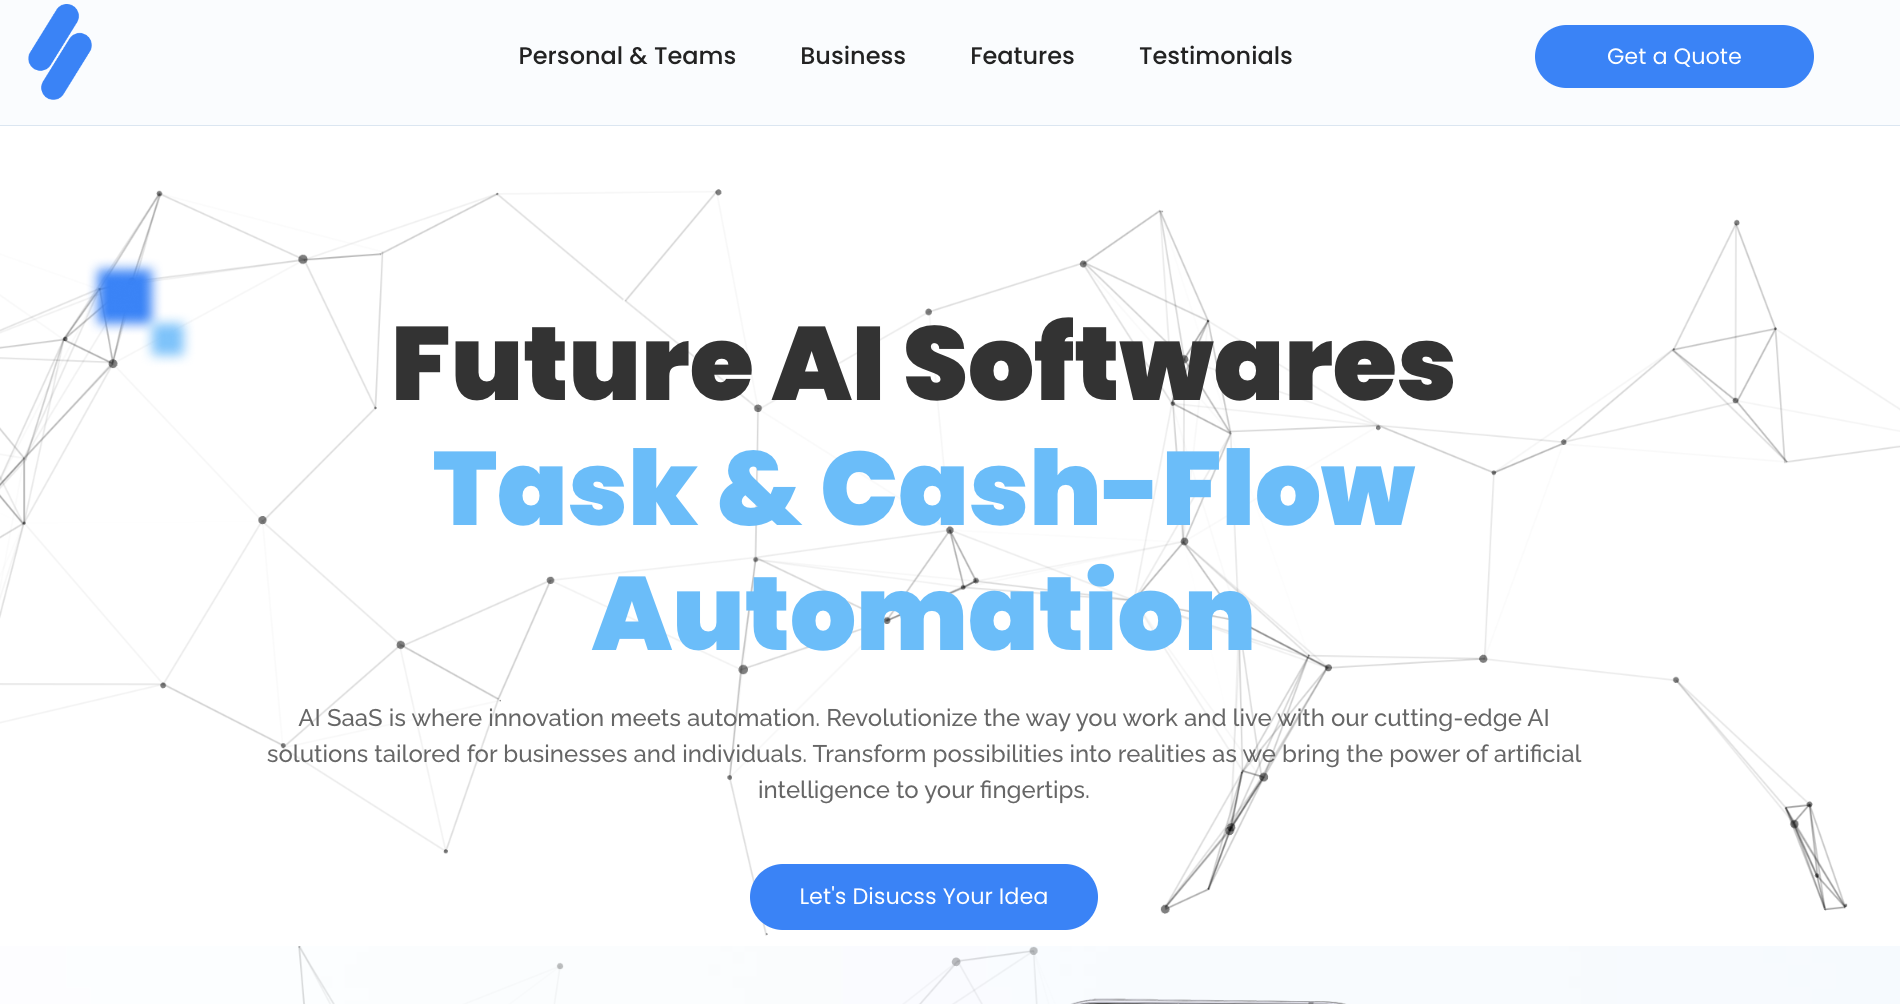 Personal & Teams Business Features Testimonials Get a Quote
Future AI Softwares
Task & Cash-Flow
Automation
AI SaaS is where innovation meets automation. Revolutionize the way you work and live with our cutting-edge AI
solutions tailored for businesses and individuals. Transform possibilities into realities as we bring the power of artificial
intelligence to your fingertips.
Let's Disucss Your Idea